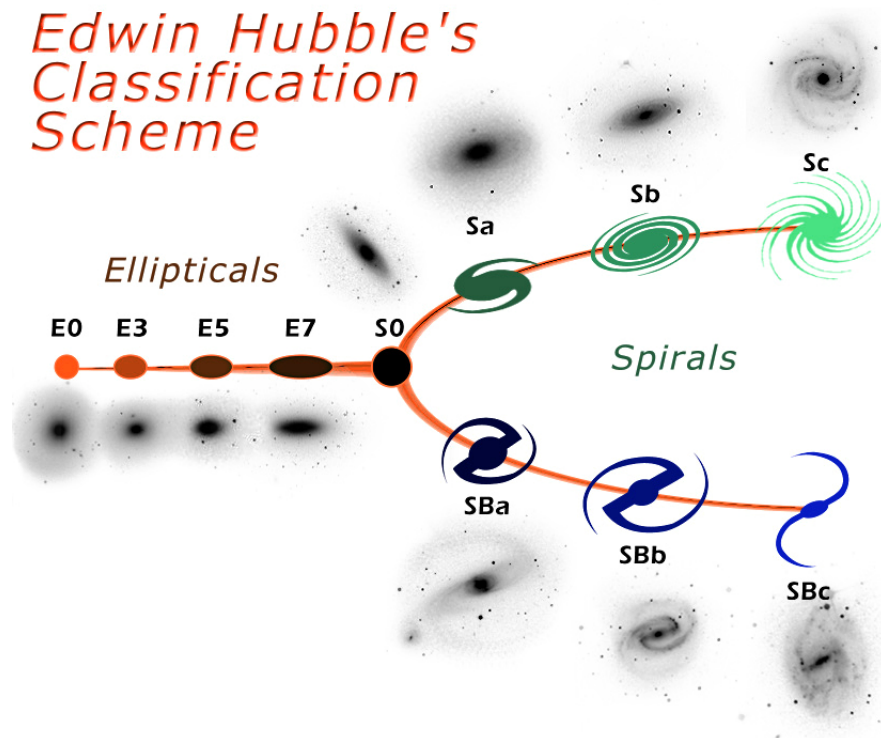 Edwin Hubble's
Classification
Scheme
Ellipticals
E0 E3 E5 E7 S0
Sa Sb Sc
Spirals
SBa SBb SBc